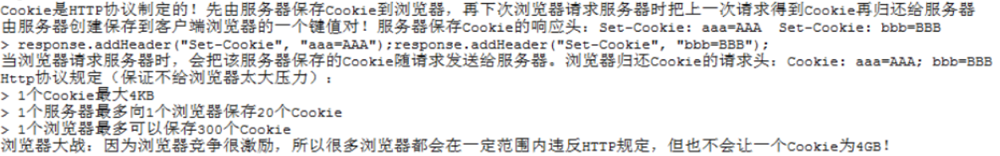 Cookie是HTTP协议制定的！先由服务器保存Cookie到浏览器，再下次浏览器请求服务器时把上一次请求得到Cookie再归还给服务器
由服务器创建保存到客户端浏览器的一个键值对！服务器保存Cookie的响应头：Set-Cookie: aaa=AAA  Set-Cookie: bbb=BBB
> response.addHeader("Set-Cookie", "aaa=AAA");response.addHeader("Set-Cookie", "bbb=BBB");
当浏览器请求服务器时，会把该服务器保存的Cookie随请求发送给服务器。浏览器归还Cookie的请求头：Cookie: aaa=AAA; bbb=BBB
Http协议规定（保证不给浏览器太大压力）：
> 1个Cookie最大4KB
> 1个服务器最多向1个浏览器保存20个Cookie
> 1个浏览器最多可以保存300个Cookie
浏览器大战：因为浏览器竞争很激励，所以很多浏览器都会在一定范围内违反HTTP规定，但也不会让一个Cookie为4GB！